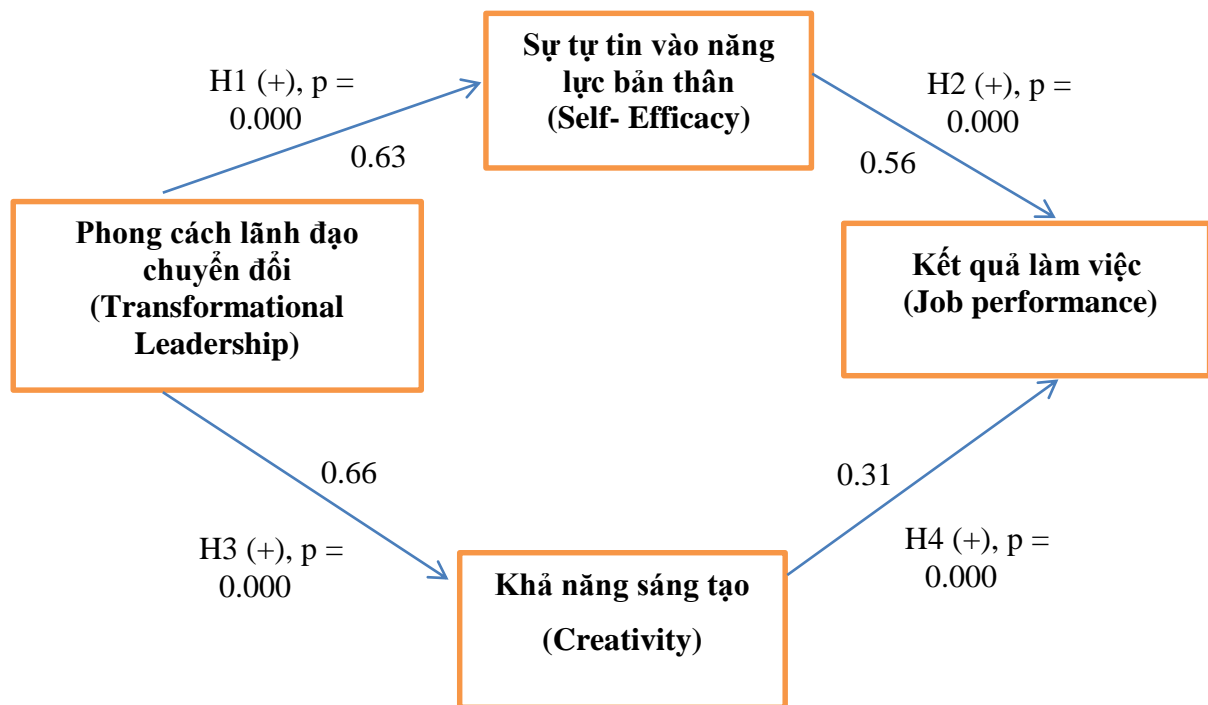 Sự tự tin vào năng
lực bản thân
(Self- Efficacy)
H1 (+), p =
0.000
0.63
H2 (+), p =
0.000
0.56
Phong cách lãnh đạo
chuyển đổi
(Transformational
Leadership)
Kết quả làm việc
(Job performance)
0.66
H3 (+), p =
0.000
0.31
H4 (+), p =
0.000
Khả năng sáng tạo
(Creativity)